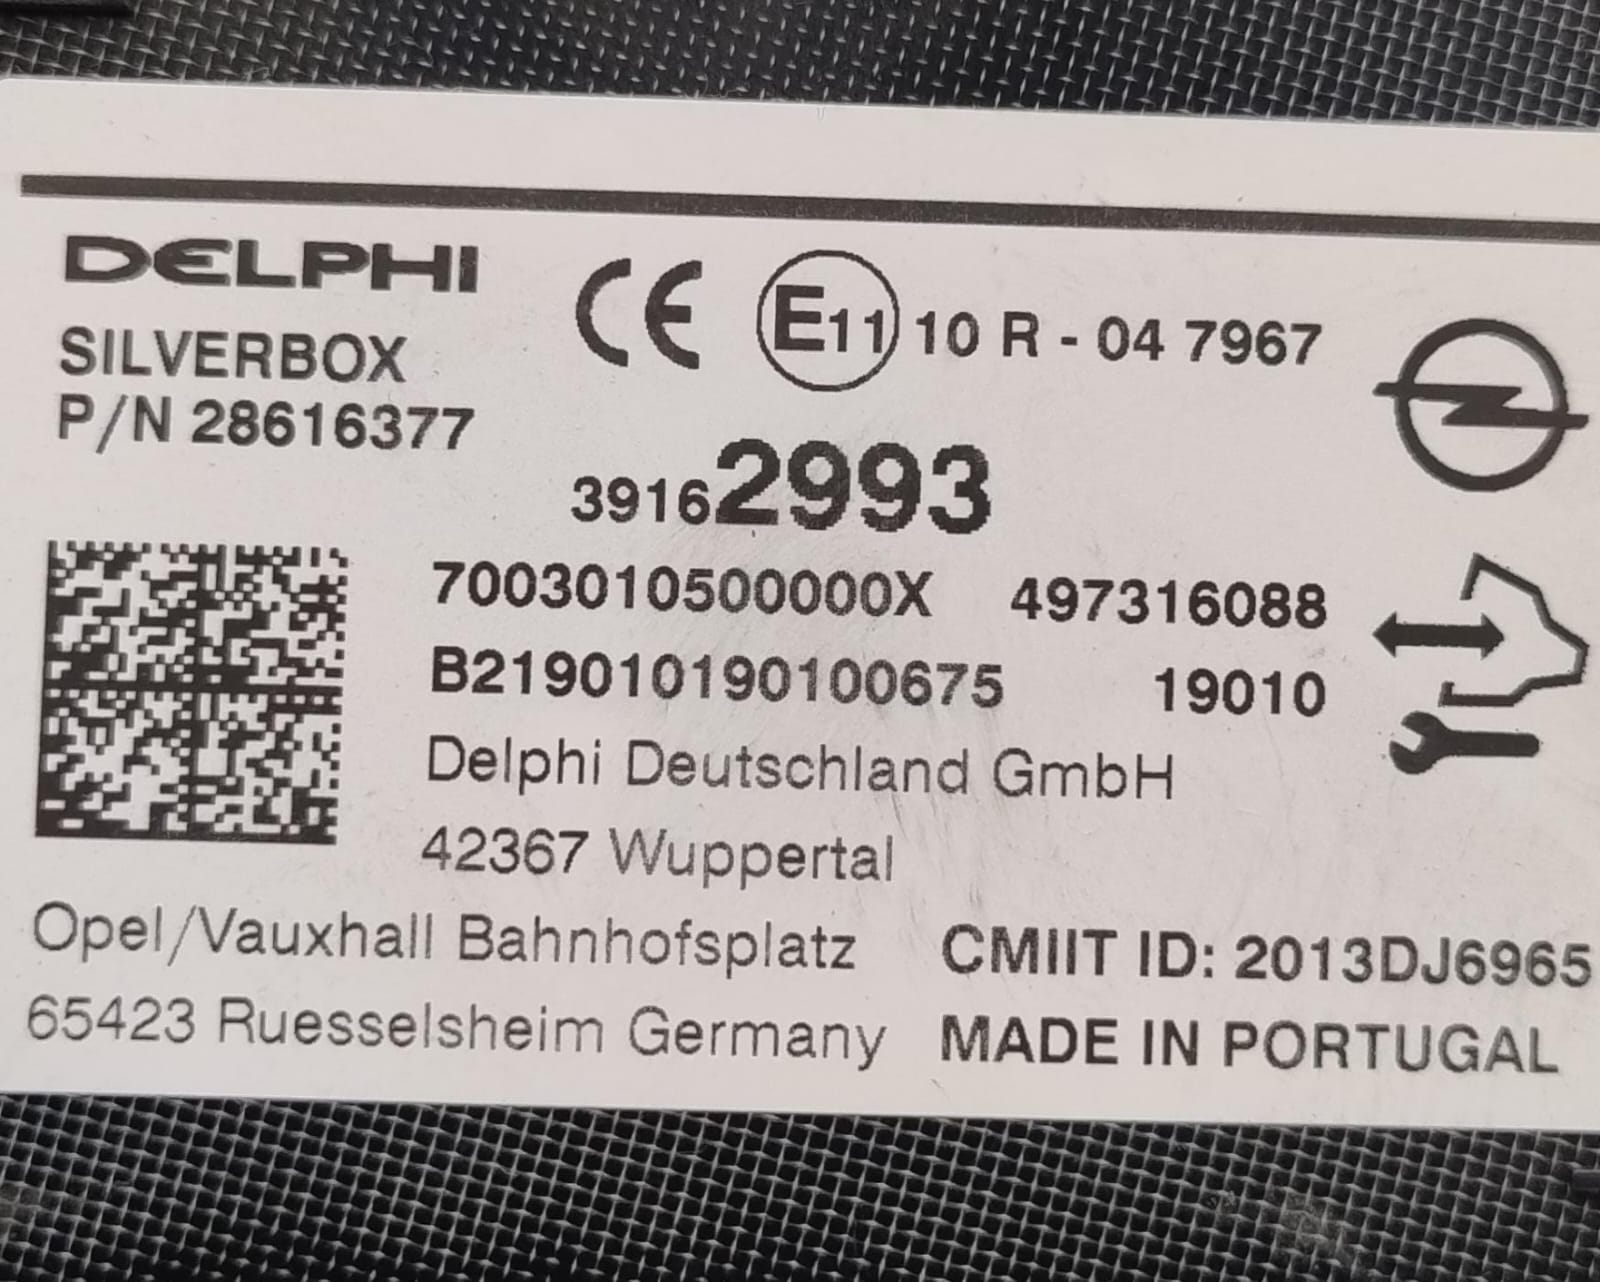 DELPHI
CE E11 10 R - 04 7967
SILVERBOX
P/N 28616377
39162993
7003010500000X 497316088
B219010190100675 19010
Delphi Deutschland GmbH
42367 Wuppertal
Opel/Vauxhall Bahnhofsplatz CMIIT ID: 2013DJ6965
65423 Ruesselsheim Germany MADE IN PORTUGAL